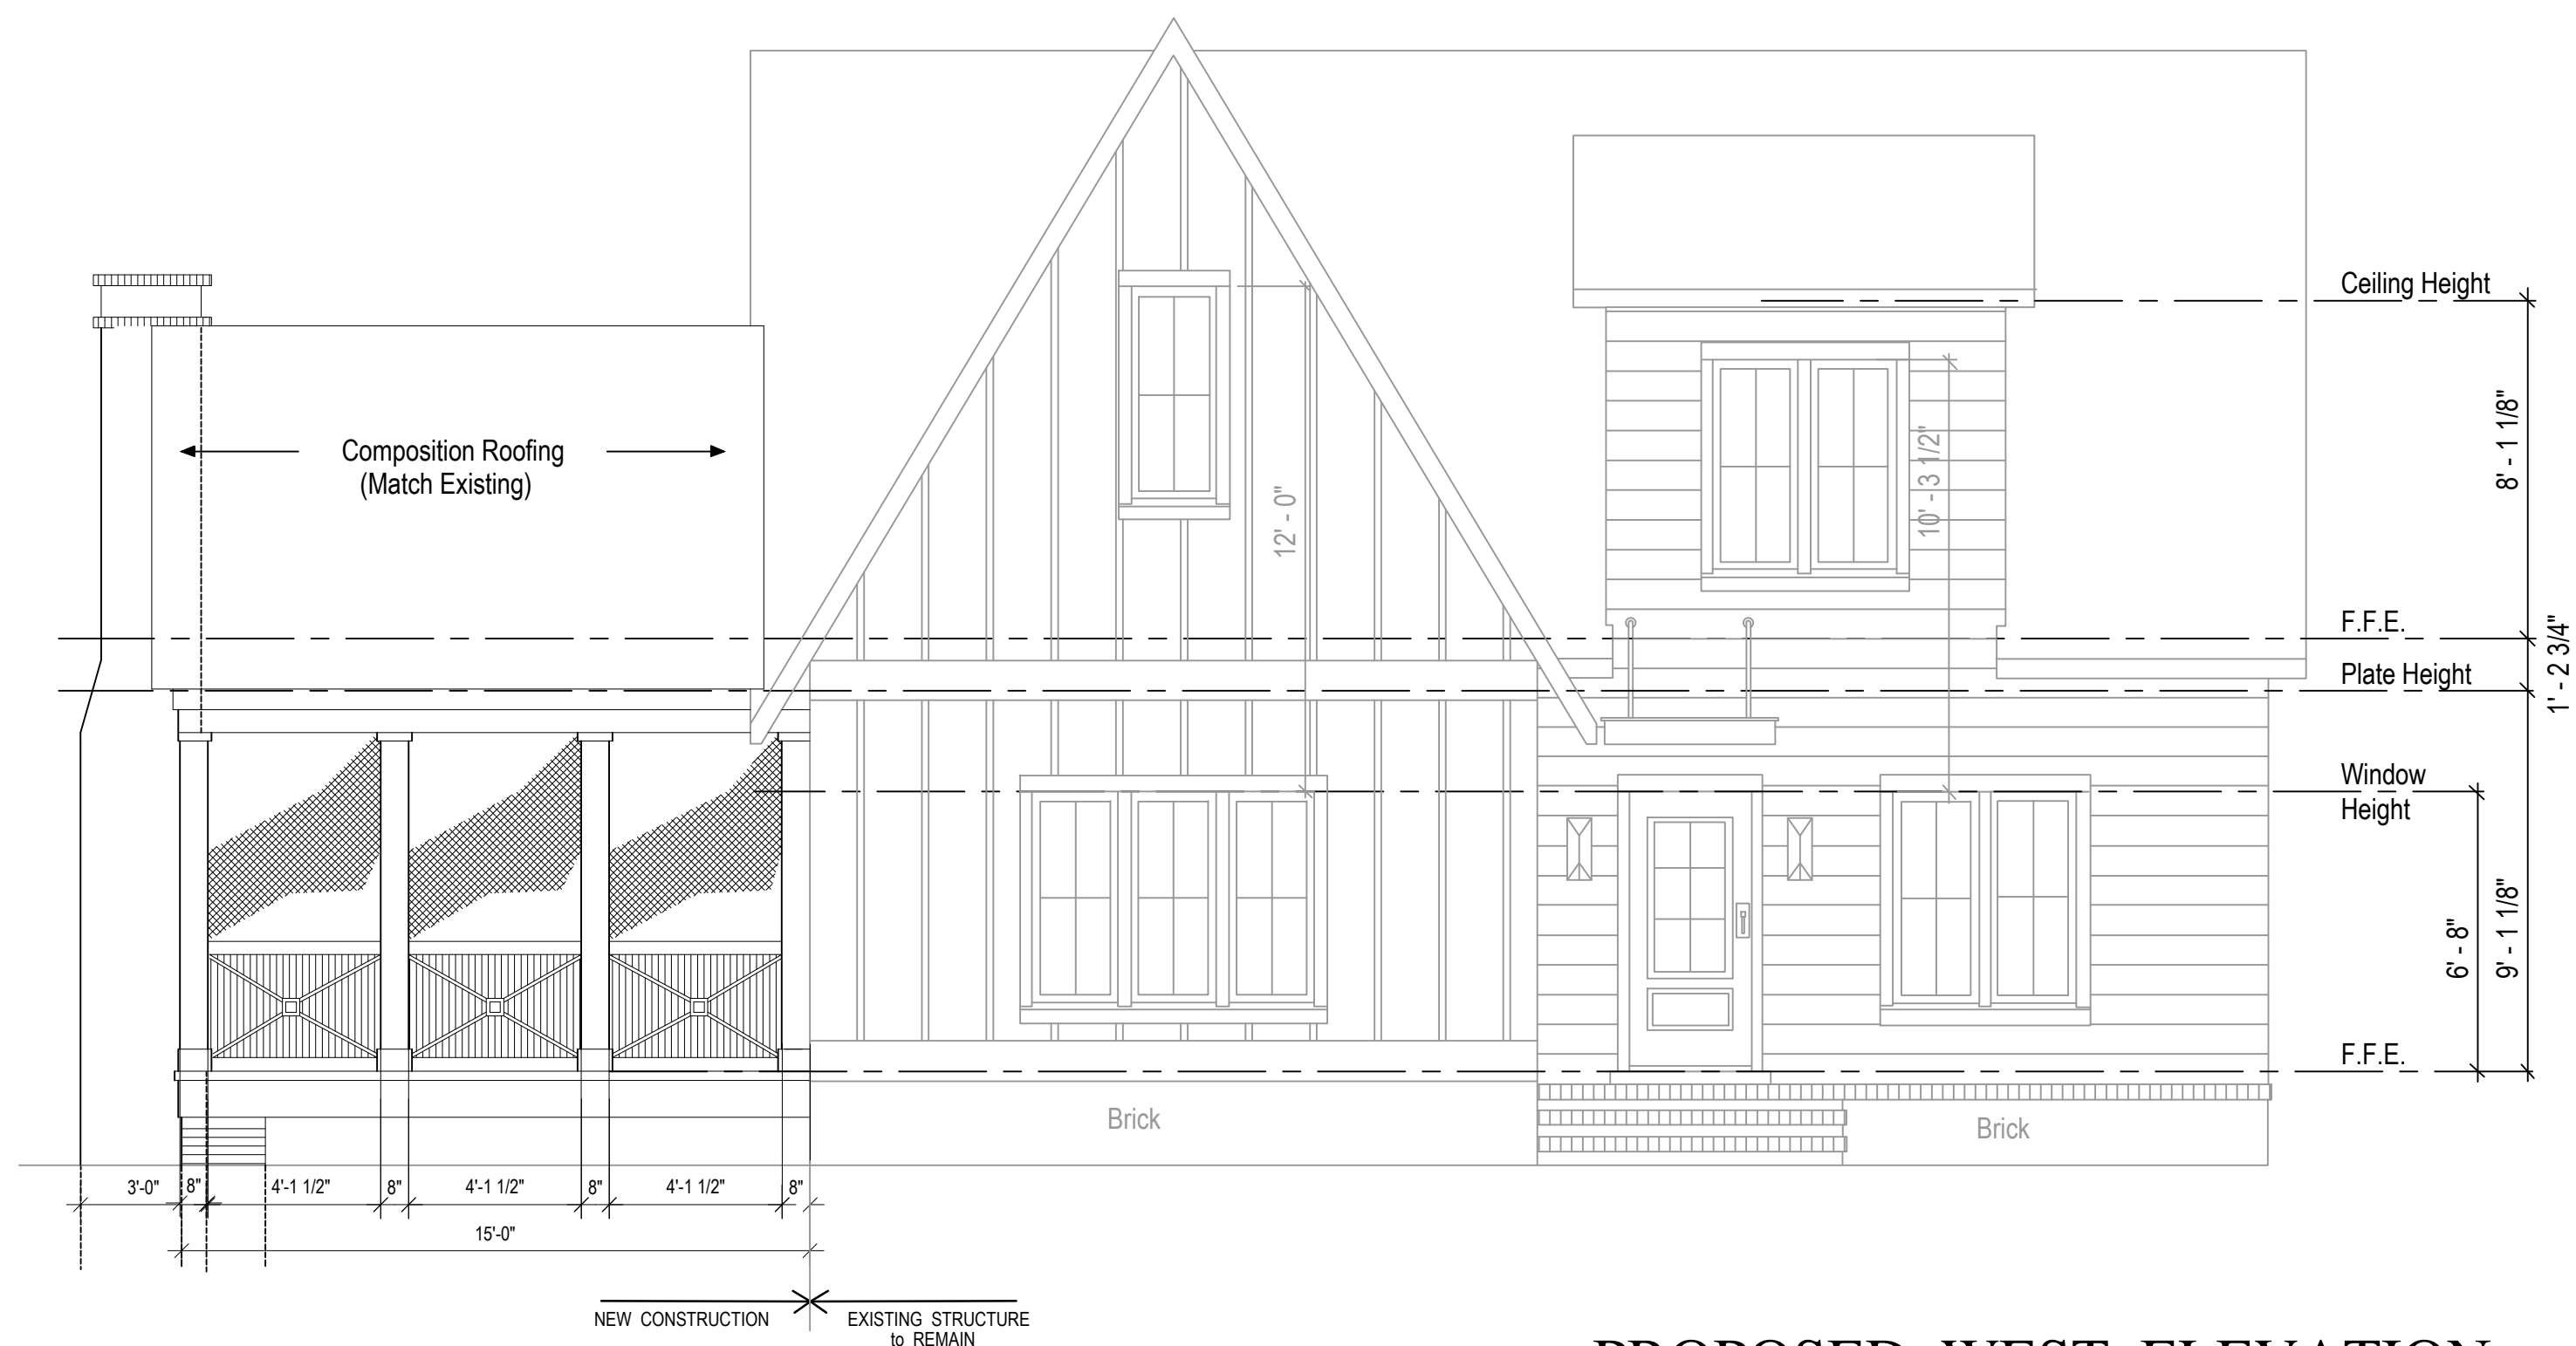 Ceiling Height
8' - 1 1/8"
Composition Roofing
(Match Existing)
12' - 0"
10' - 3 1/2"
F.F.E.
1' - 2 3/4"
Plate Height
Window
Height
6' - 8"
9' - 1 1/8"
F.F.E.
Brick
Brick
3'-0" 8" 4'-1 1/2" 8" 4'-1 1/2" 8" 4'-1 1/2" 8"
15'-0"
NEW CONSTRUCTION
EXISTING STRUCTURE
to REMAIN
PROPOSED WEST ELEVATION